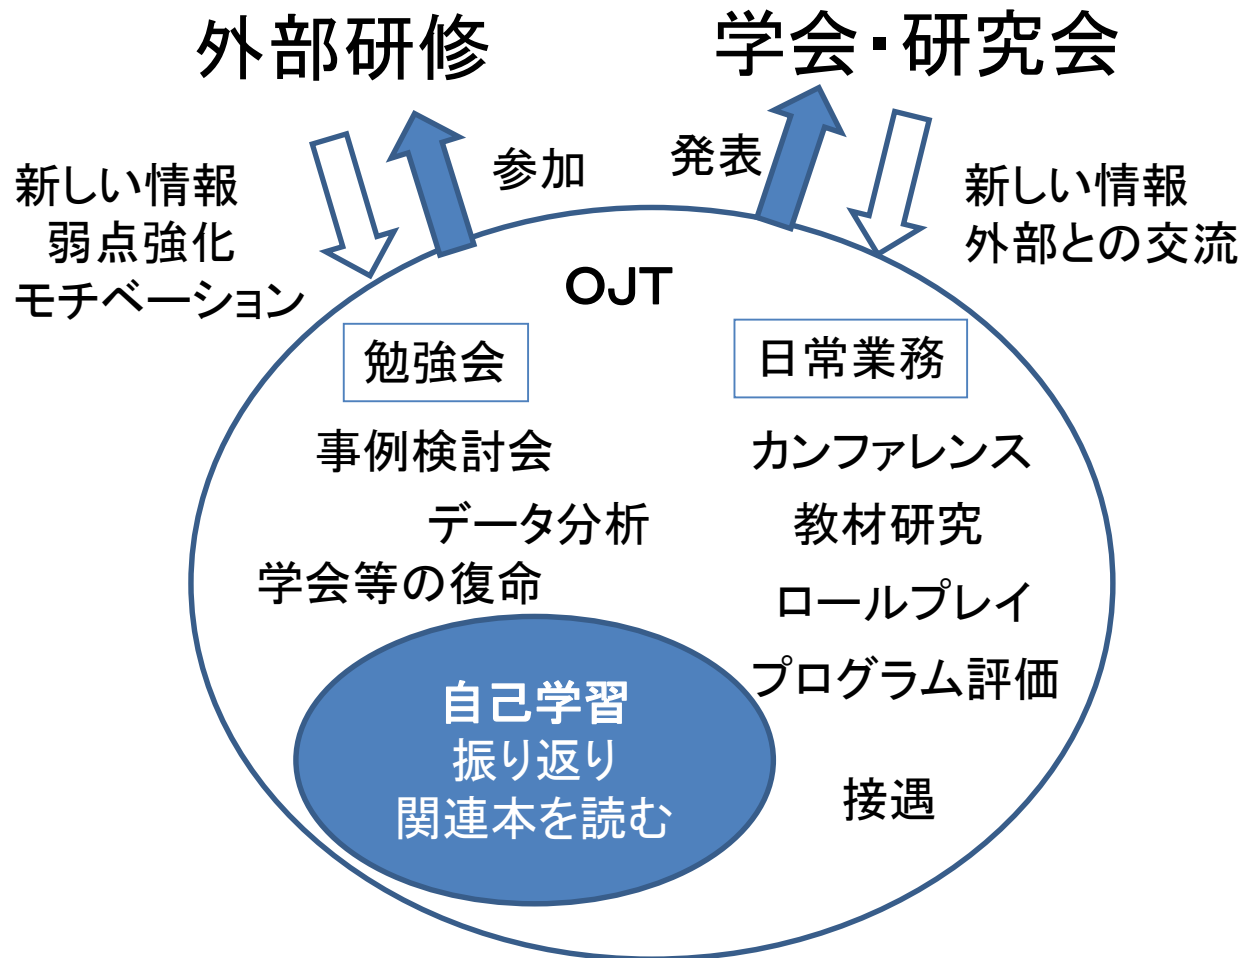 外部研修
学会・研究会
新しい情報
弱点強化
モチベーション
参加
発表
新しい情報
外部との交流
OJT
勉強会
事例検討会
データ分析
学会等の復命
日常業務
カンファレンス
教材研究
ロールプレイ
プログラム評価
接遇
自己学習
振り返り
関連本を読む